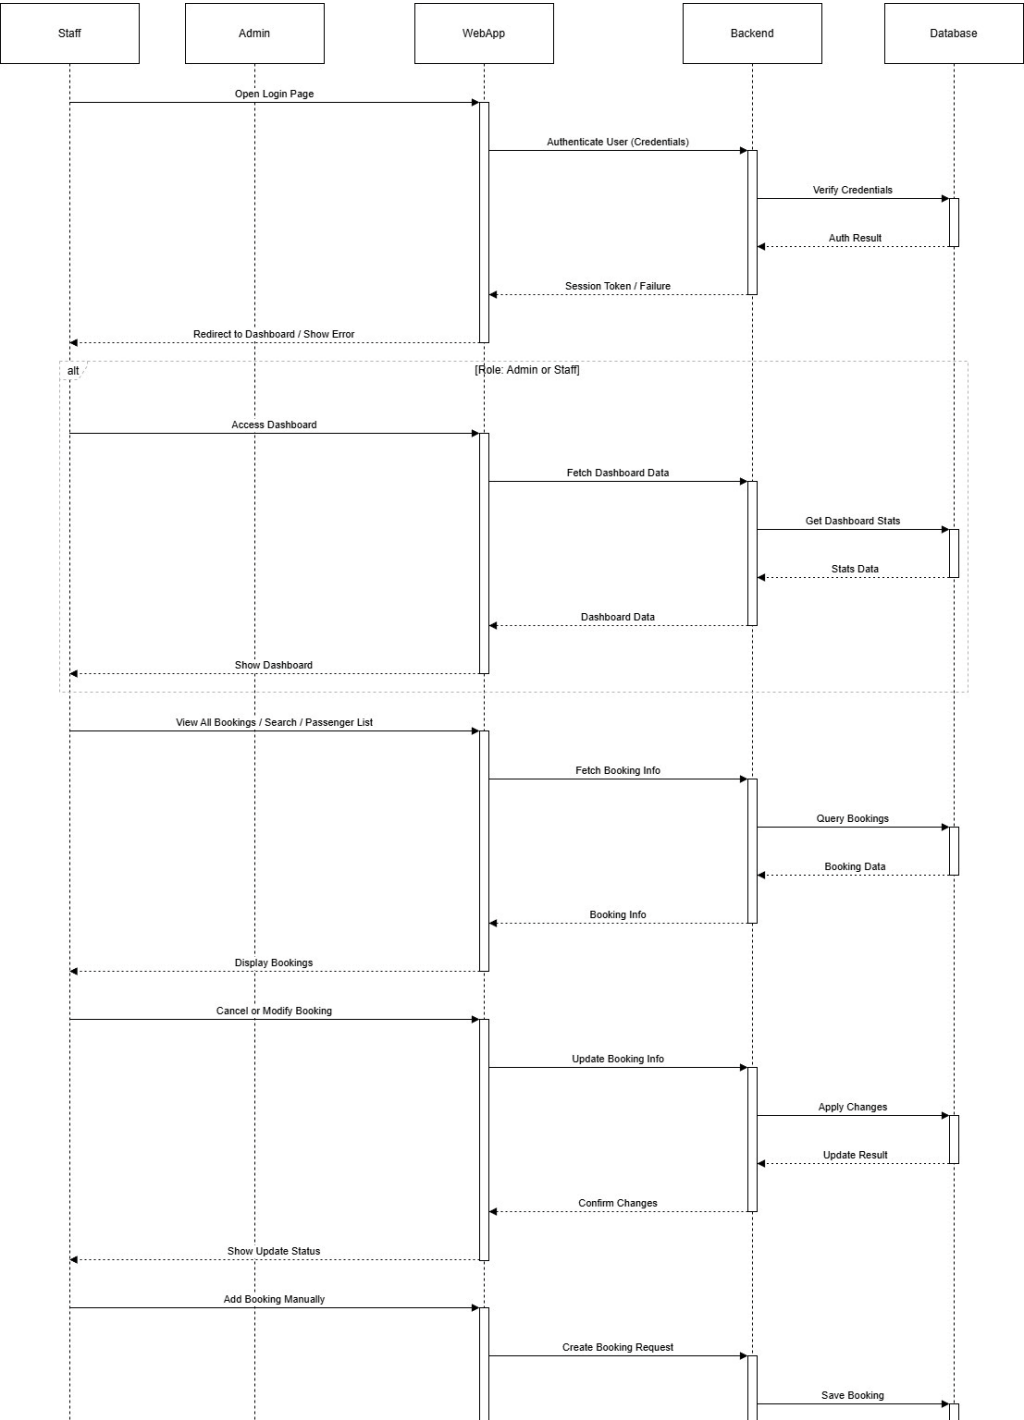 Staff
Admin
WebApp
Backend
Database
Open Login Page
Authenticate User (Credentials)
Verify Credentials
Auth Result
Session Token / Failure
Redirect to Dashboard / Show Error
alt
[Role: Admin or Staff]
Access Dashboard
Fetch Dashboard Data
Get Dashboard Stats
Stats Data
Dashboard Data
Show Dashboard
View All Bookings / Search / Passenger List
Fetch Booking Info
Query Bookings
Booking Data
Booking Info
Display Bookings
Cancel or Modify Booking
Update Booking Info
Apply Changes
Update Result
Confirm Changes
Show Update Status
Add Booking Manually
Create Booking Request
Save Booking